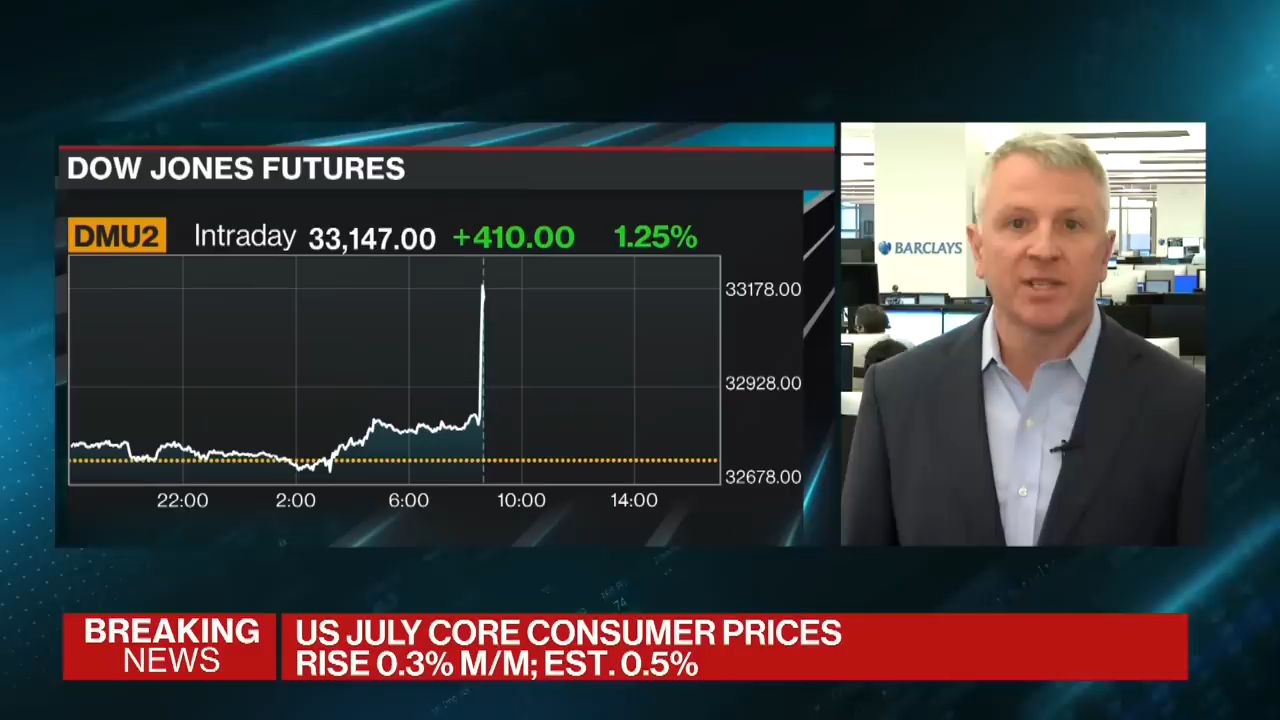 DOW JONES FUTURES
DMU2 Intraday 33,147.00 +410.00 1.25%
33178.00
32928.00
32678.00
22:00 2:00 6:00 10:00 14:00
BARCLAYS
BREAKING NEWS
US JULY CORE CONSUMER PRICES
RISE 0.3% M/M; EST. 0.5%